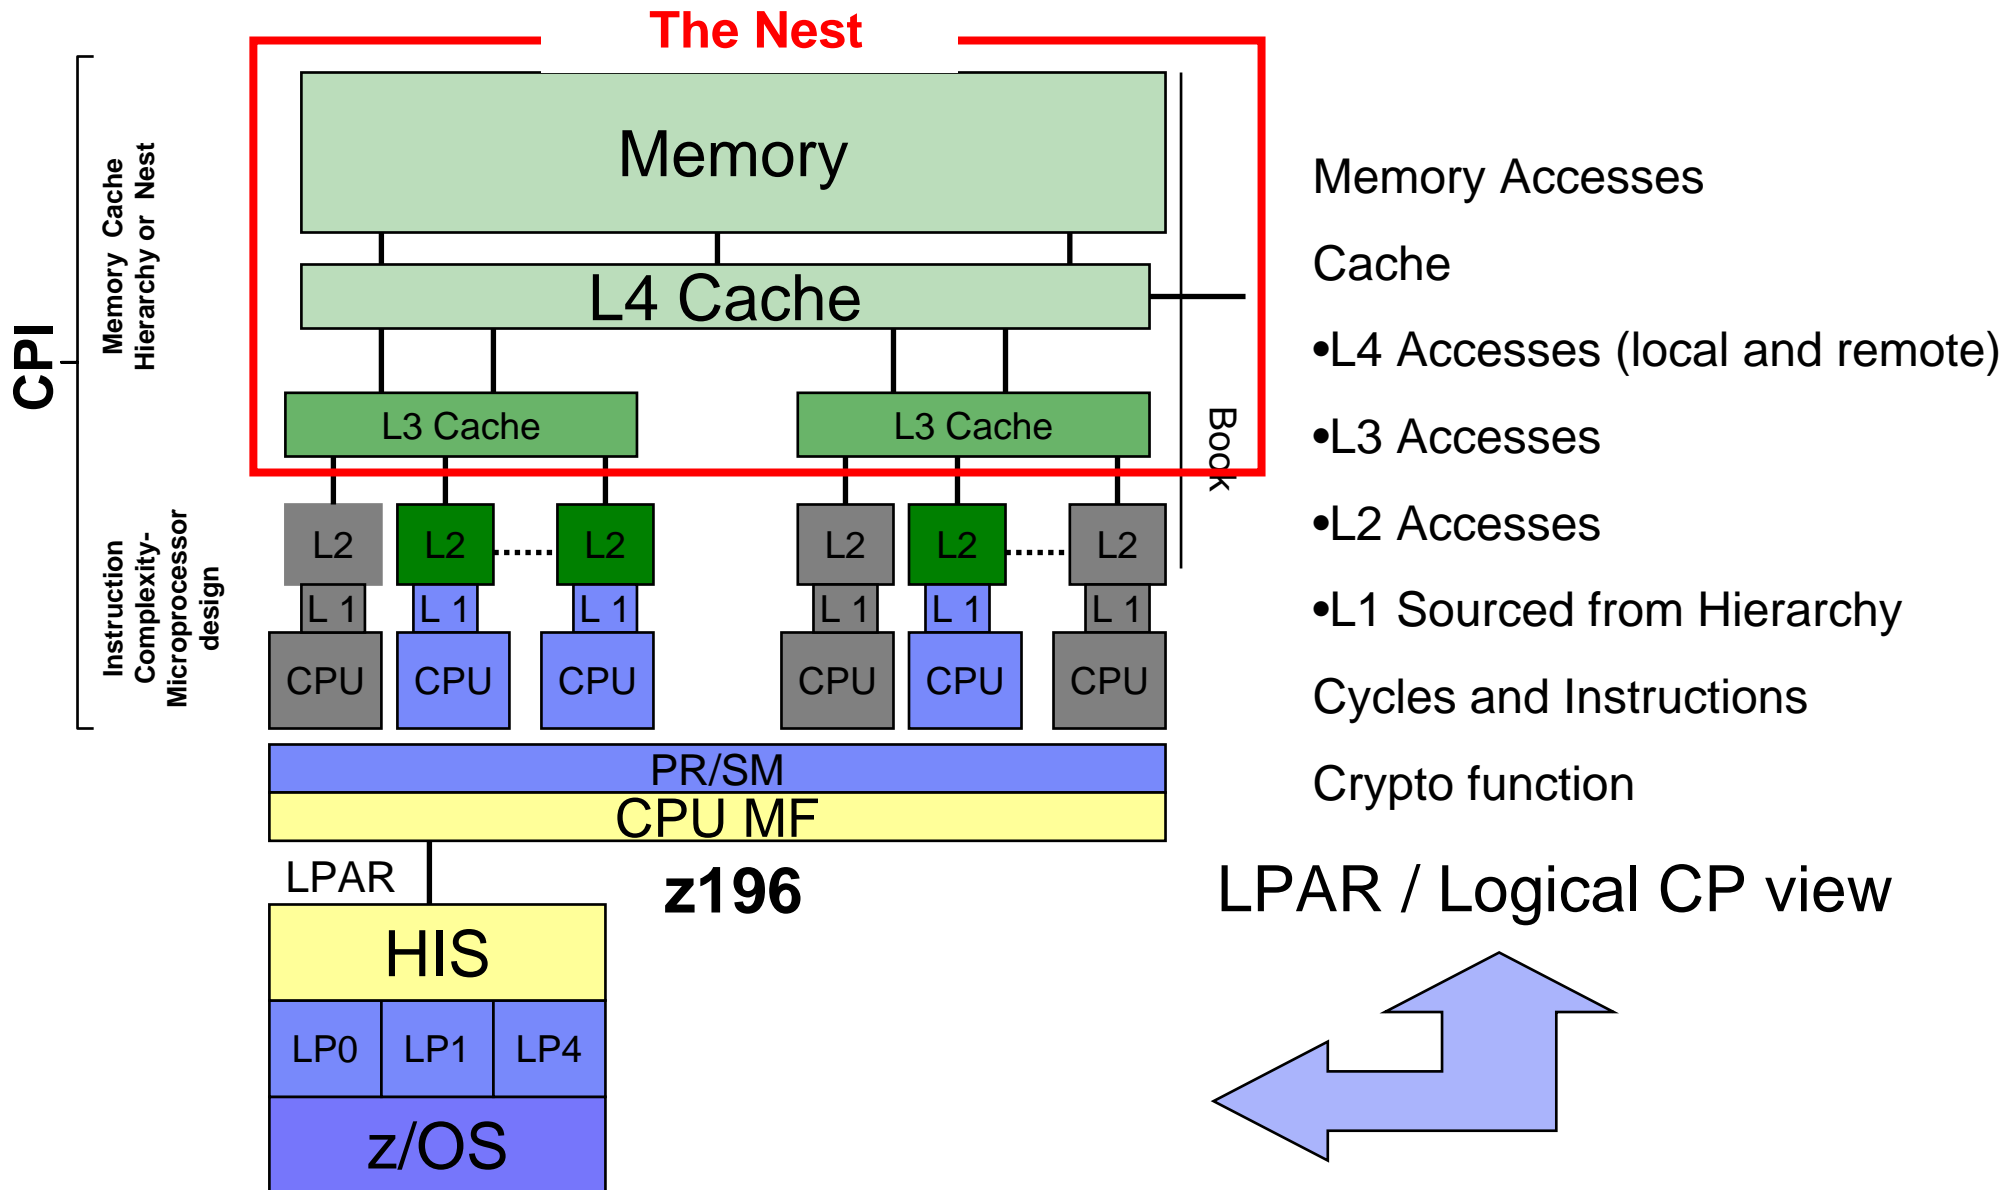 The Nest
CPI
Memory Cache
Hierarchy or Nest
Instruction
Complexity-
Microprocessor
design
Memory
L4 Cache
L3 Cache
L3 Cache
Book
L2
L2
L2
L2
L2
L2
L 1
L 1
L 1
L 1
L 1
L 1
CPU
CPU
CPU
CPU
CPU
CPU
PR/SM
CPU MF
LPAR
z196
HIS
LP0
LP1
LP4
z/OS
Memory Accesses
Cache
•L4 Accesses (local and remote)
•L3 Accesses
•L2 Accesses
•L1 Sourced from Hierarchy
Cycles and Instructions
Crypto function
LPAR / Logical CP view